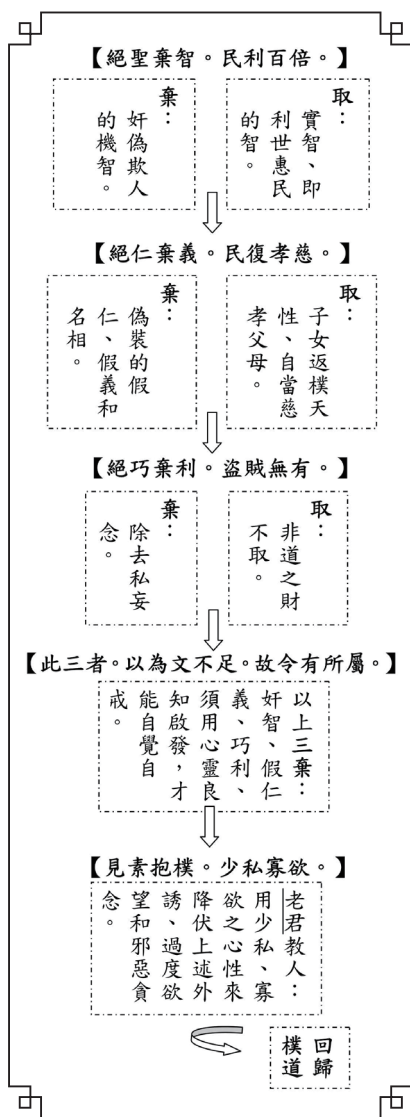 【絕聖棄智。民利百倍。】
取：
實智、即
利世惠民
的智。
棄：
奸偽欺人
的機智。
【絕仁棄義。民復孝慈。】
取：
子女返樸天
性、自當慈
孝父母。
棄：
偽裝的假
仁、假義和
名相。
【絕巧棄利。盜賊無有。】
取：
非道之財
不取。
棄：
除去私妄
念。
【此三者。以為文不足。故令有所屬。】
以上三棄：
奸智、假仁
義、巧利、
須用心靈良
知啟發，才
能自覺自
戒。
【見素抱樸。少私寡欲。】
老君教人：
用少私、寡
欲之心性來
降伏上述外
誘、過度欲
望和邪惡貪
念。
回歸
樸道